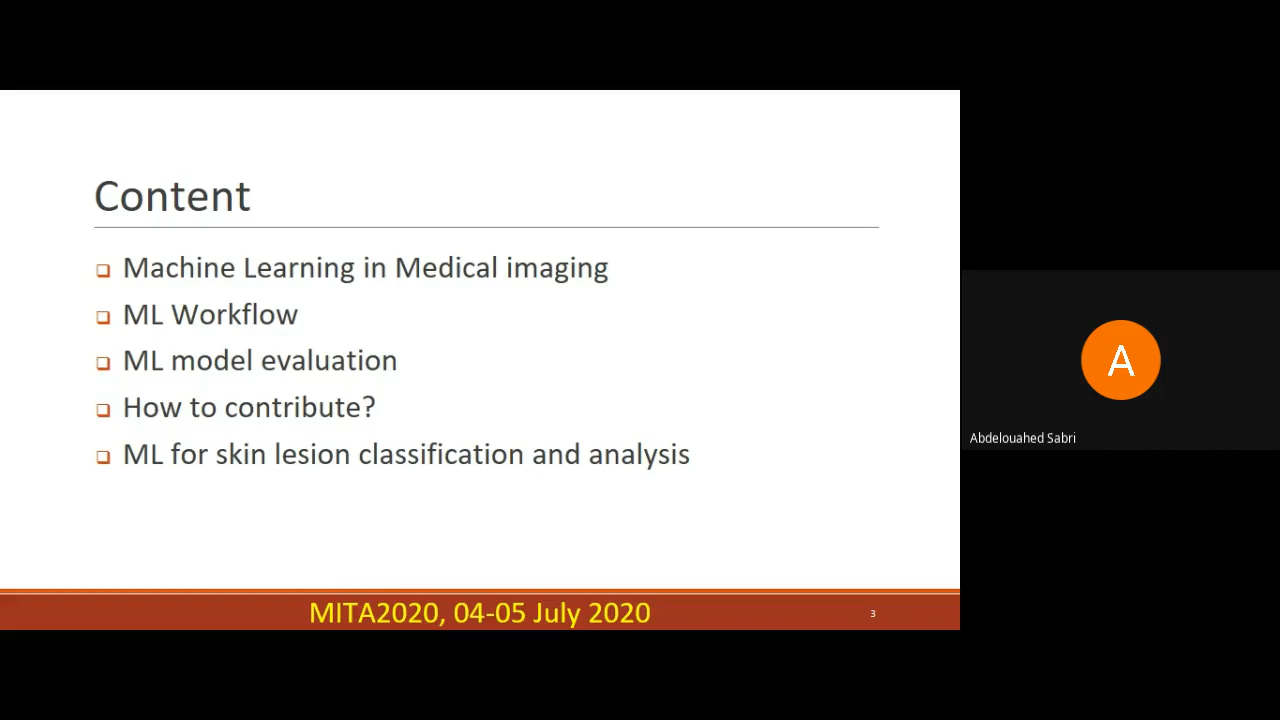 Content
Machine Learning in Medical imaging
ML Workflow
ML model evaluation
How to contribute?
ML for skin lesion classification and analysis
MITA2020, 04-05 July 2020
3
A
Abdelouahed Sabri